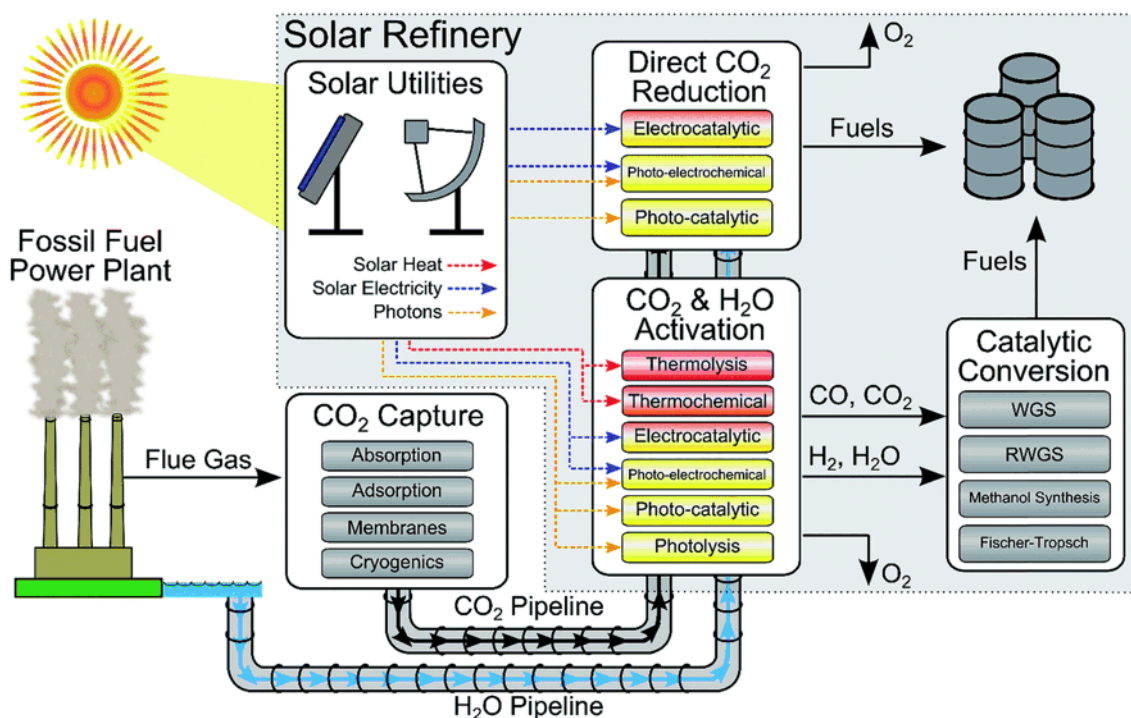 Solar Refinery
Solar Utilities
Solar Heat
Solar Electricity
Photons
Direct CO₂
Reduction
Electrocatalytic
Photo-electrochemical
Photo-catalytic
O₂
Fuels
Fossil Fuel
Power Plant
Flue Gas
CO₂ Capture
Absorption
Adsorption
Membranes
Cryogenics
CO₂ & H₂O
Activation
Thermolysis
Thermochemical
Electrocatalytic
Photo-electrochemical
Photo-catalytic
Photolysis
CO, CO₂
H₂, H₂O
O₂
Fuels
Catalytic
Conversion
WGS
RWGS
Methanol Synthesis
Fischer-Tropsch
CO₂ Pipeline
H₂O Pipeline